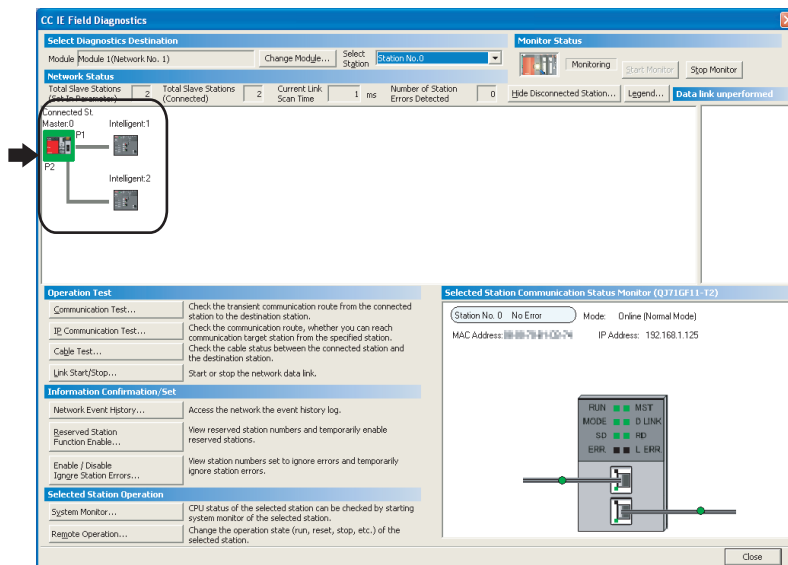 CC IE Field Diagnostics
Select Diagnostics Destination
Monitor Status
Module Module 1(Network No. 1)
Change Module...
Select Station
Station No.0
Monitoring
Start Monitor
Stop Monitor
Network Status
Total Slave Stations (Set In Parameter) 2
Total Slave Stations (Connected) 2
Current Link Scan Time 1 ms
Number of Station Errors Detected 0
Hide Disconnected Station...
Legend...
Data link unperformed
Connected St.
Master:0
Intelligent:1
P1
P2
Intelligent:2
Operation Test
Communication Test...
Check the transient communication route from the connected
station to the destination station.
IP Communication Test...
Check the communication route, whether you can reach
communication target station from the specified station.
Cable Test...
Check the cable status between the connected station and
the destination station.
Link Start/Stop...
Start or stop the network data link.
Information Confirmation/Set
Network Event History...
Access the network the event history log.
Reserved Station
Function Enable...
View reserved station numbers and temporarily enable
reserved stations.
Enable / Disable
Ignore Station Errors...
View station numbers set to ignore errors and temporarily
ignore station errors.
Selected Station Operation
System Monitor...
CPU status of the selected station can be checked by starting
system monitor of the selected station.
Remote Operation...
Change the operation state (run, reset, stop, etc.) of the
selected station.
Selected Station Communication Status Monitor (QJ71GF11-T2)
Station No. 0 No Error
Mode: Online (Normal Mode)
MAC Address:
IP Address: 192.168.1.125
RUN MST
MODE D LINK
SD RD
ERR. L ERR
Close